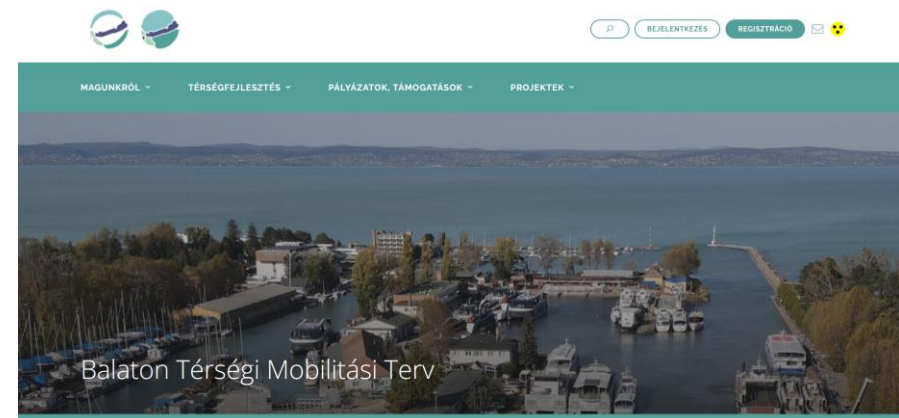 BEJELENTKEZÉS
REGISZTRÁCIÓ
MAGUNKRÓL
TÉRSÉGFEJLESZTÉS
PÁLYÁZATOK, TÁMOGATÁSOK
PROJEKTEK
Balaton Térségi Mobilitási Terv